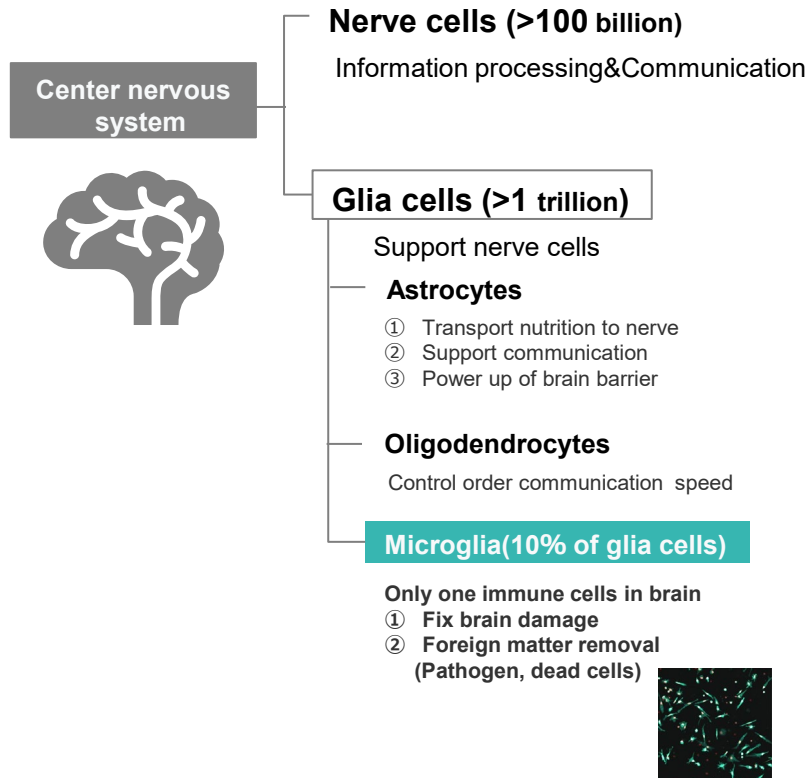 Nerve cells (>100 billion)
Information processing&Communication
Center nervous
system
Glia cells (>1 trillion)
Support nerve cells
Astrocytes
① Transport nutrition to nerve
② Support communication
③ Power up of brain barrier
Oligodendrocytes
Control order communication speed
Microglia(10% of glia cells)
Only one immune cells in brain
① Fix brain damage
② Foreign matter removal
(Pathogen, dead cells)